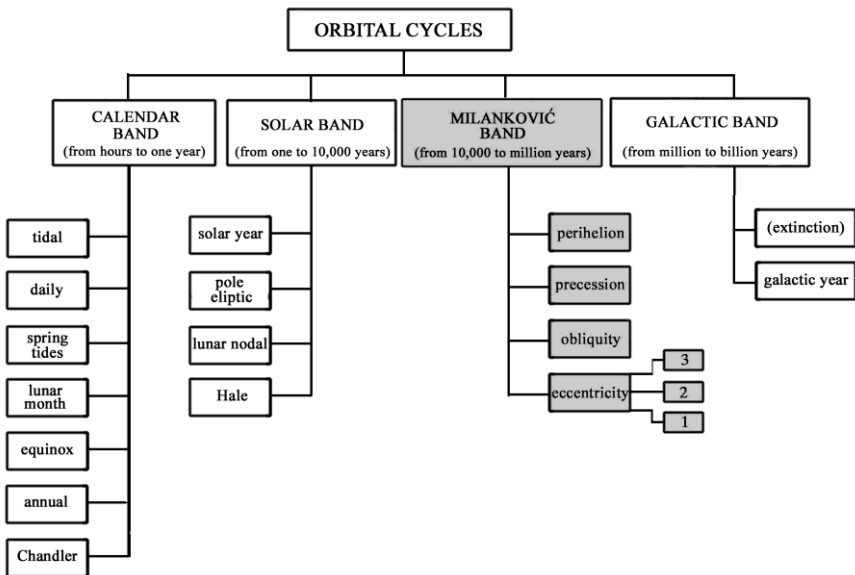 ORBITAL CYCLES
CALENDAR
BAND
(from hours to one year)
SOLAR BAND
(from one to 10,000 years)
MILANKOVIĆ
BAND
(from 10,000 to million years)
GALACTIC BAND
(from million to billion years)
tidal
daily
spring
tides
lunar
month
equinox
annual
Chandler
solar year
pole
eliptic
lunar nodal
Hale
perihelion
precession
obliquity
eccentricity
3
2
1
(extinction)
galactic year